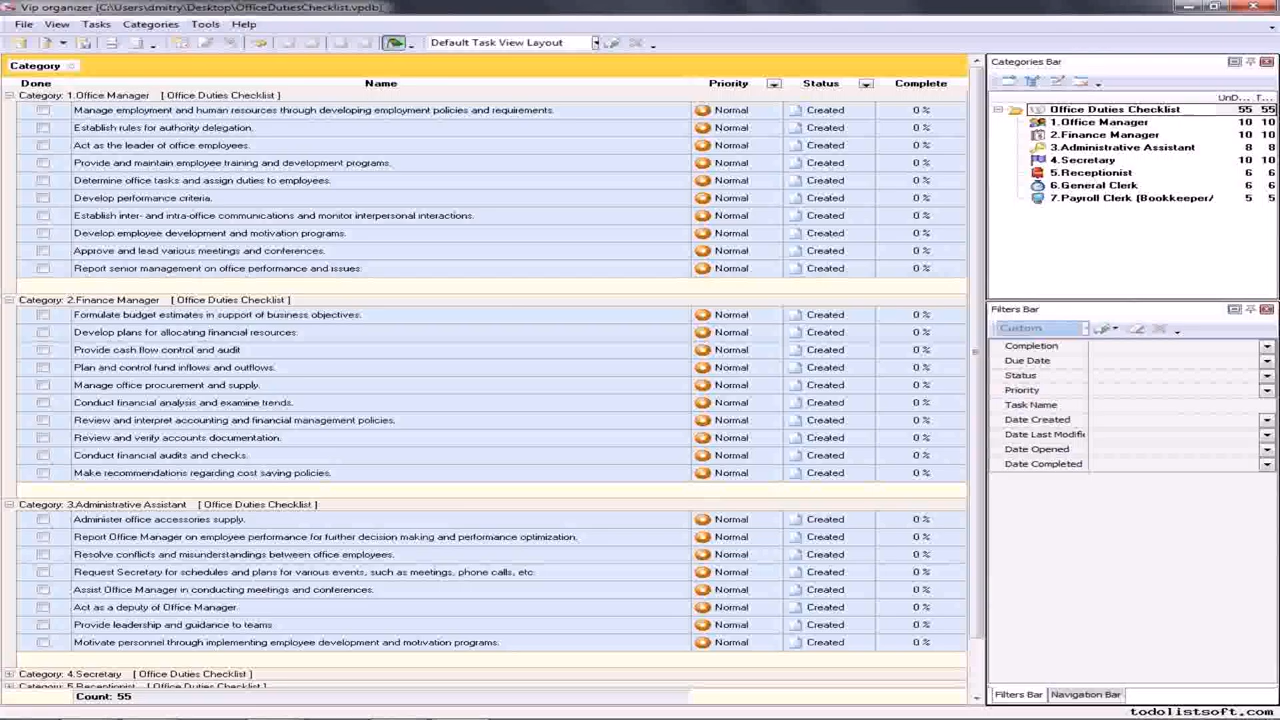 Vip organizer [C:\Users\dmitry\Desktop\OfficeDutiesChecklist.vpdb]
File View Tasks Categories Tools Help
Default Task View Layout
Category
Done Name Priority Status Complete
Category: 1.Office Manager [ Office Duties Checklist ]
Manage employment and human resources through developing employment policies and requirements. Normal Created 0 %
Establish rules for authority delegation. Normal Created 0 %
Act as the leader of office employees. Normal Created 0 %
Provide and maintain employee training and development programs. Normal Created 0 %
Determine office tasks and assign duties to employees. Normal Created 0 %
Develop performance criteria. Normal Created 0 %
Establish inter- and intra-office communications and monitor interpersonal interactions. Normal Created 0 %
Develop employee development and motivation programs. Normal Created 0 %
Approve and lead various meetings and conferences. Normal Created 0 %
Report senior management on office performance and issues. Normal Created 0 %
Category: 2.Finance Manager [ Office Duties Checklist ]
Formulate budget estimates in support of business objectives. Normal Created 0 %
Develop plans for allocating financial resources. Normal Created 0 %
Provide cash flow control and audit Normal Created 0 %
Plan and control fund inflows and outflows. Normal Created 0 %
Manage office procurement and supply. Normal Created 0 %
Conduct financial analysis and examine trends. Normal Created 0 %
Review and interpret accounting and financial management policies. Normal Created 0 %
Review and verify accounts documentation. Normal Created 0 %
Conduct financial audits and checks. Normal Created 0 %
Make recommendations regarding cost saving policies. Normal Created 0 %
Category: 3.Administrative Assistant [ Office Duties Checklist ]
Administer office accessories supply. Normal Created 0 %
Report Office Manager on employee performance for further decision making and performance optimization. Normal Created 0 %
Resolve conflicts and misunderstandings between office employees. Normal Created 0 %
Request Secretary for schedules and plans for various events, such as meetings, phone calls, etc Normal Created 0 %
Assist Office Manager in conducting meetings and conferences. Normal Created 0 %
Act as a deputy of Office Manager. Normal Created 0 %
Provide leadership and guidance to teams Normal Created 0 %
Motivate personnel through implementing employee development and motivation programs. Normal Created 0 %
Category: 4.Secretary [ Office Duties Checklist ]
Category: 5.Receptionist [ Office Duties Checklist ]
Count: 55
Categories Bar
UnD... T...
Office Duties Checklist 55 55
1.Office Manager 10 10
2.Finance Manager 10 10
3.Administrative Assistant 8 8
4.Secretary 10 10
5.Receptionist 6 6
6.General Clerk 6 6
7.Payroll Clerk (Bookkeeper/ 5 5
Filters Bar
Custom
Completion
Due Date
Status
Priority
Task Name
Date Created
Date Last Modifie
Date Opened
Date Completed
Filters Bar Navigation Bar
todolistsoft.com